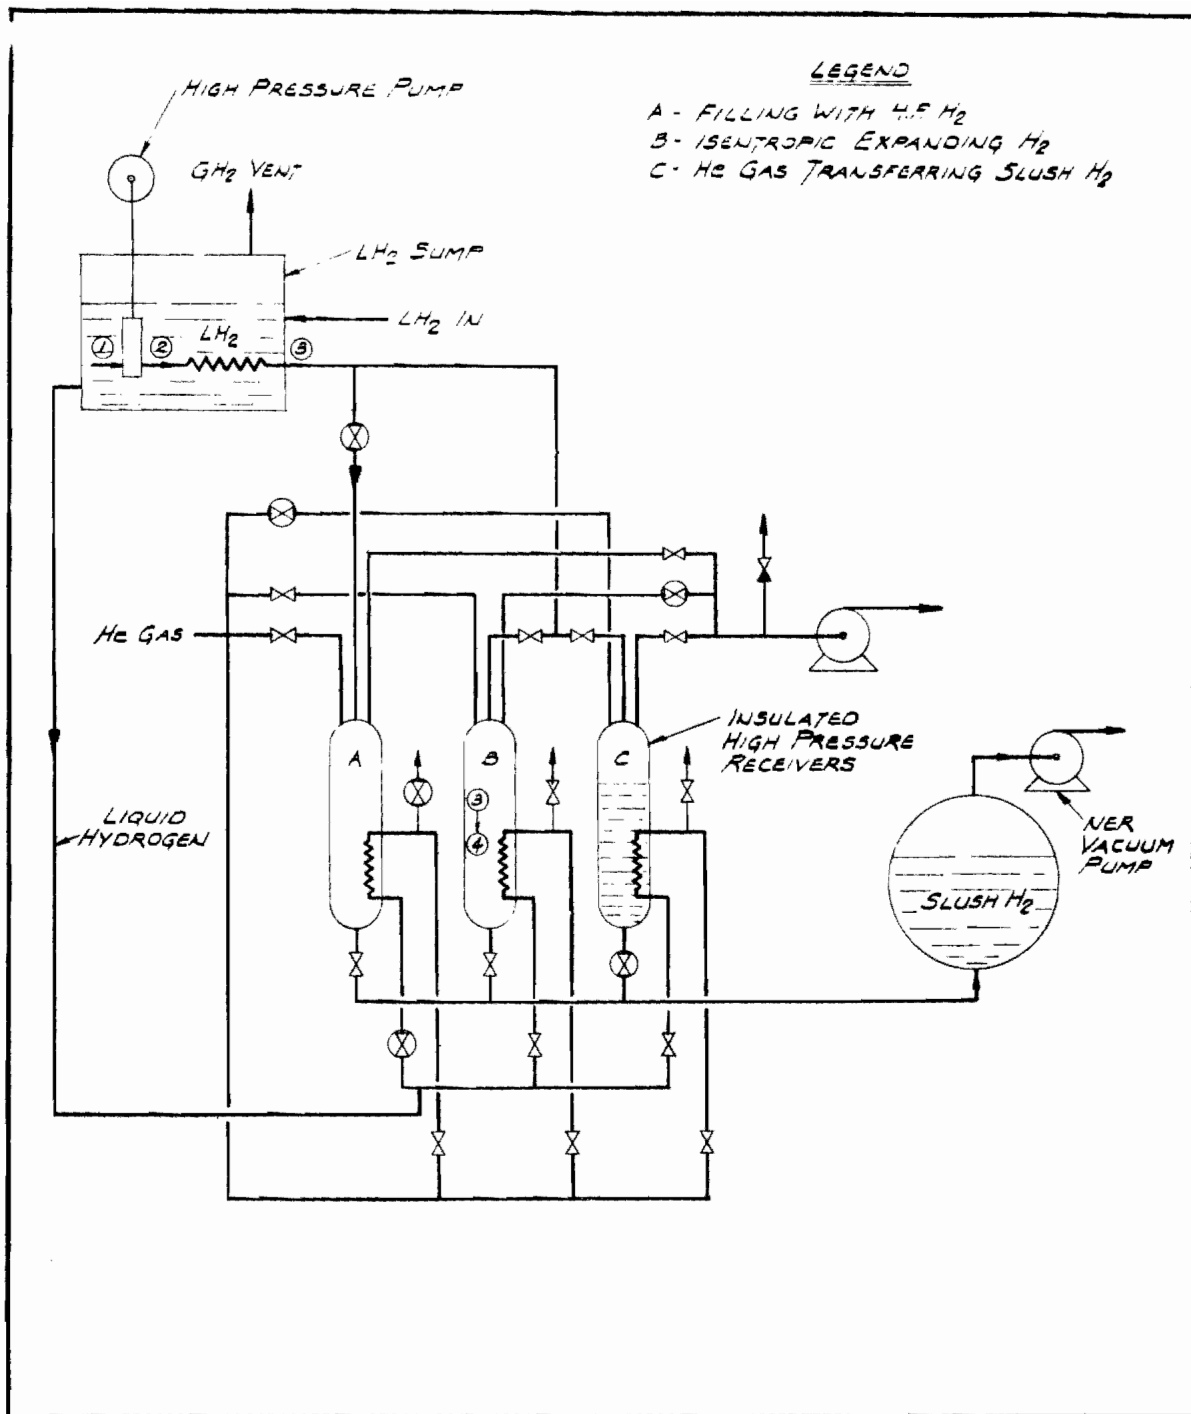 LEGEND
A - FILLING WITH H.P. H2
B - ISENTROPIC EXPANDING H2
C - He GAS TRANSFERRING SLUSH H2
HIGH PRESSURE PUMP
GH2 VENT
LH2 SUMP
LH2 IN
LH2
1
2
3
He GAS
A
B
C
3
4
INSULATED
HIGH PRESSURE
RECEIVERS
LIQUID
HYDROGEN
NER
VACUUM
PUMP
SLUSH H2